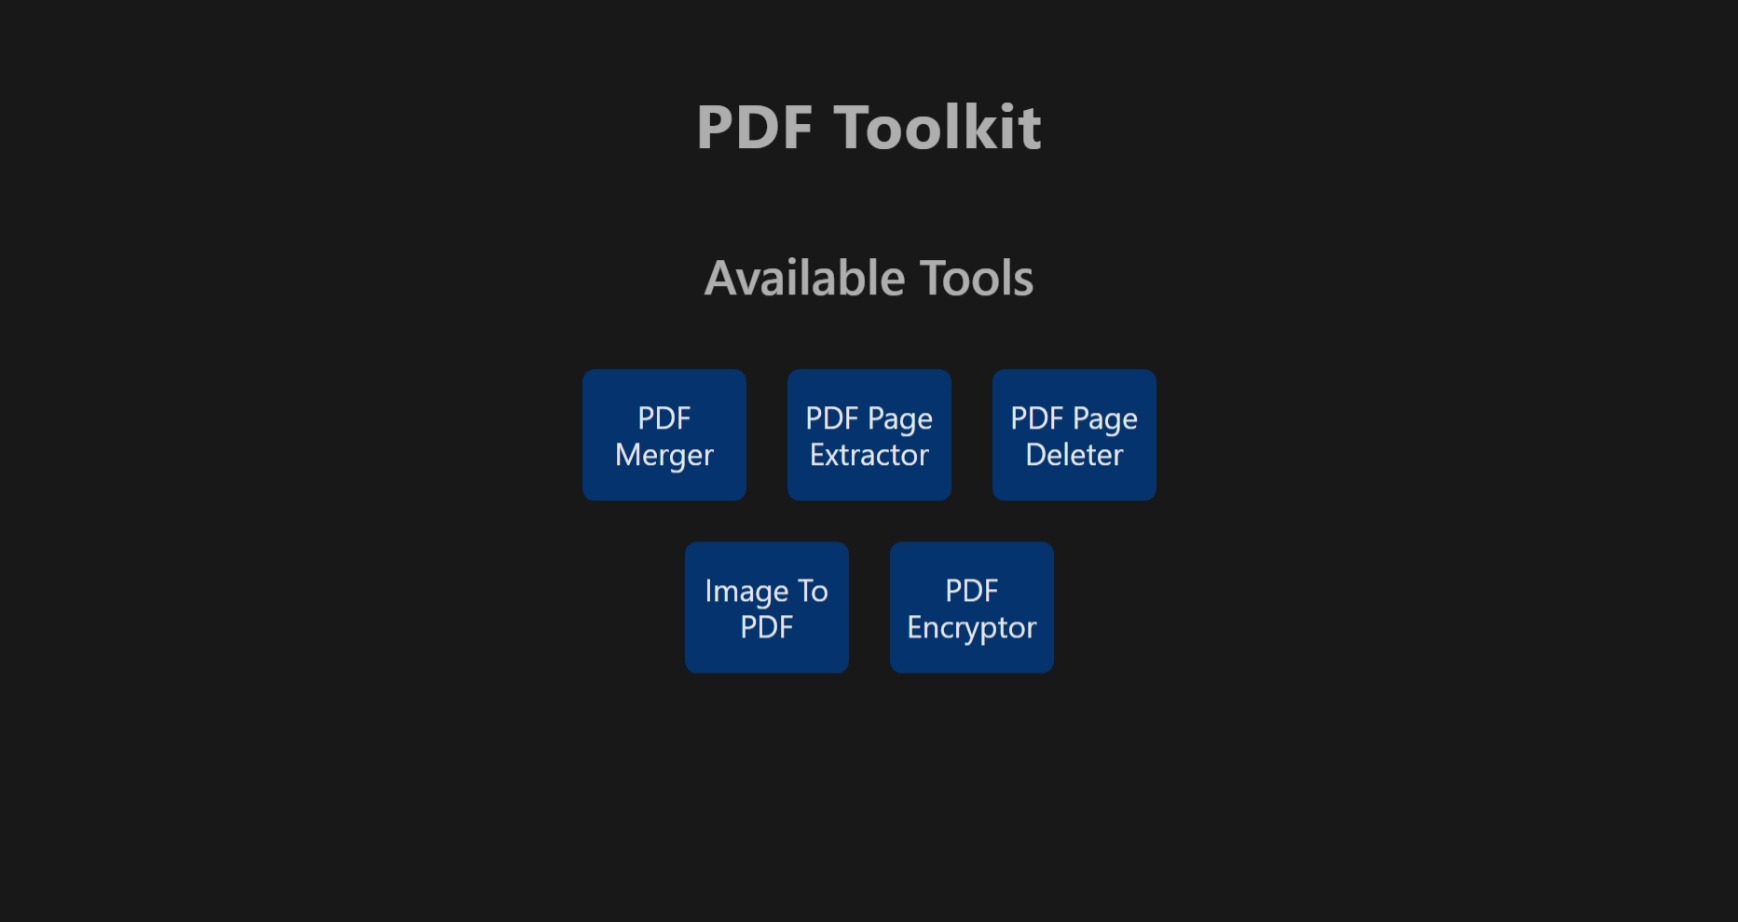 PDF Toolkit
Available Tools
PDF
Merger
PDF Page
Extractor
PDF Page
Deleter
Image To
PDF
PDF
Encryptor